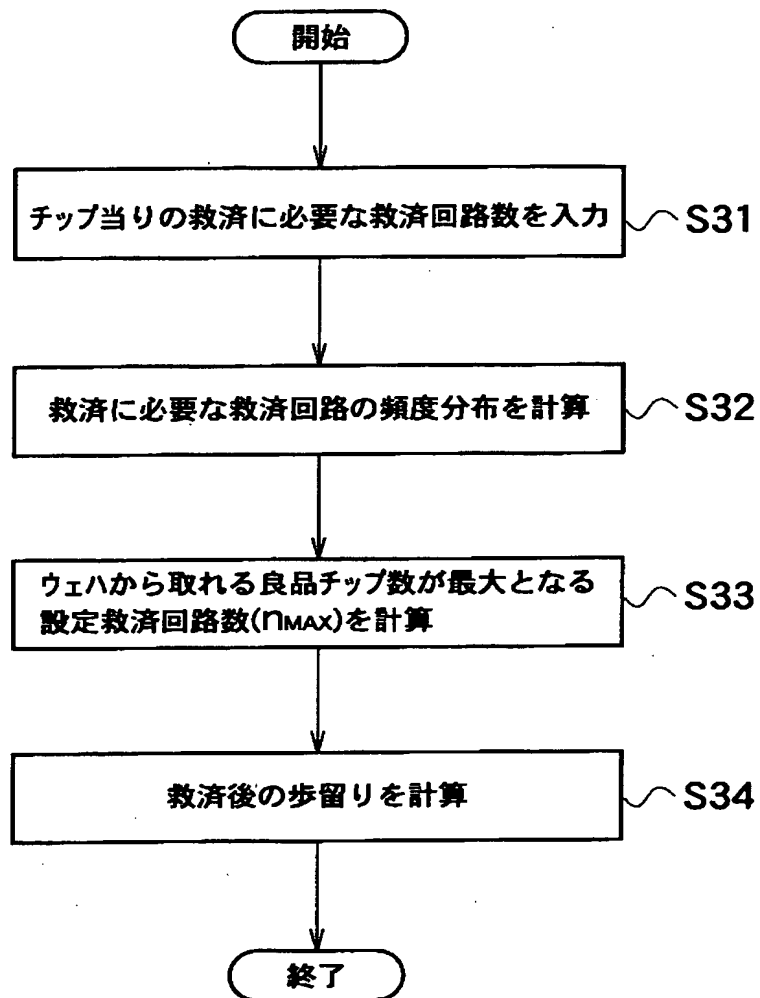 開始
チップ当りの救済に必要な救済回路数を入力
S31
救済に必要な救済回路の頻度分布を計算
S32
ウェハから取れる良品チップ数が最大となる
設定救済回路数(nMAX)を計算
S33
救済後の歩留りを計算
S34
終了